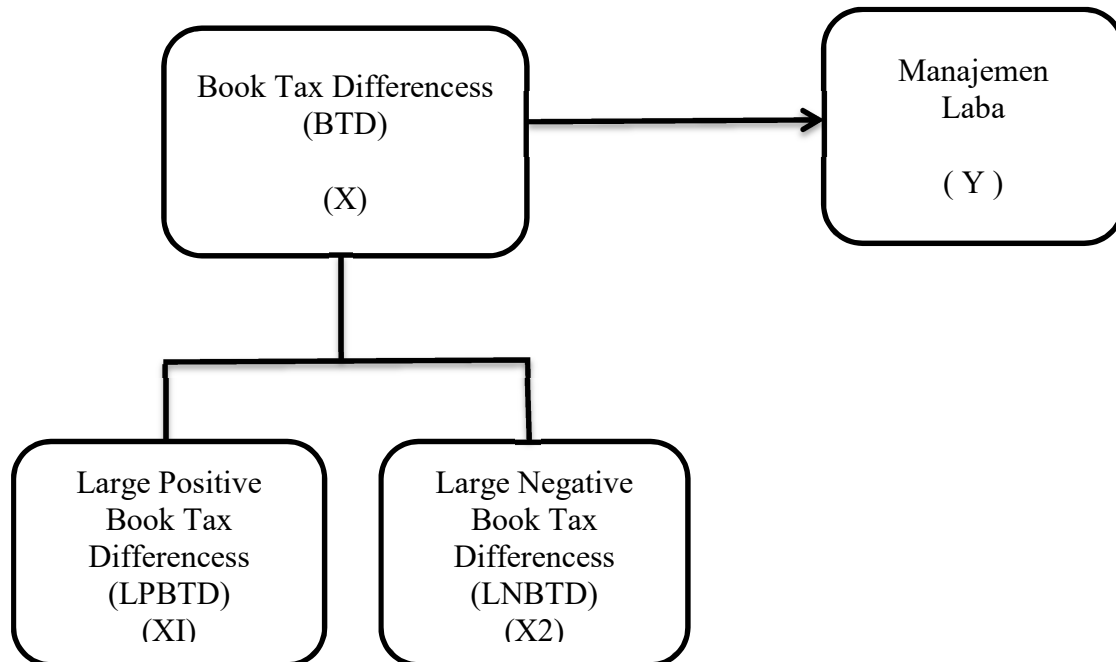 Book Tax Differencess
(BTD)
(X)
Manajemen
Laba
( Y )
Large Positive
Book Tax
Differencess
(LPBTD)
(XI)
Large Negative
Book Tax
Differencess
(LNBTD)
(X2)